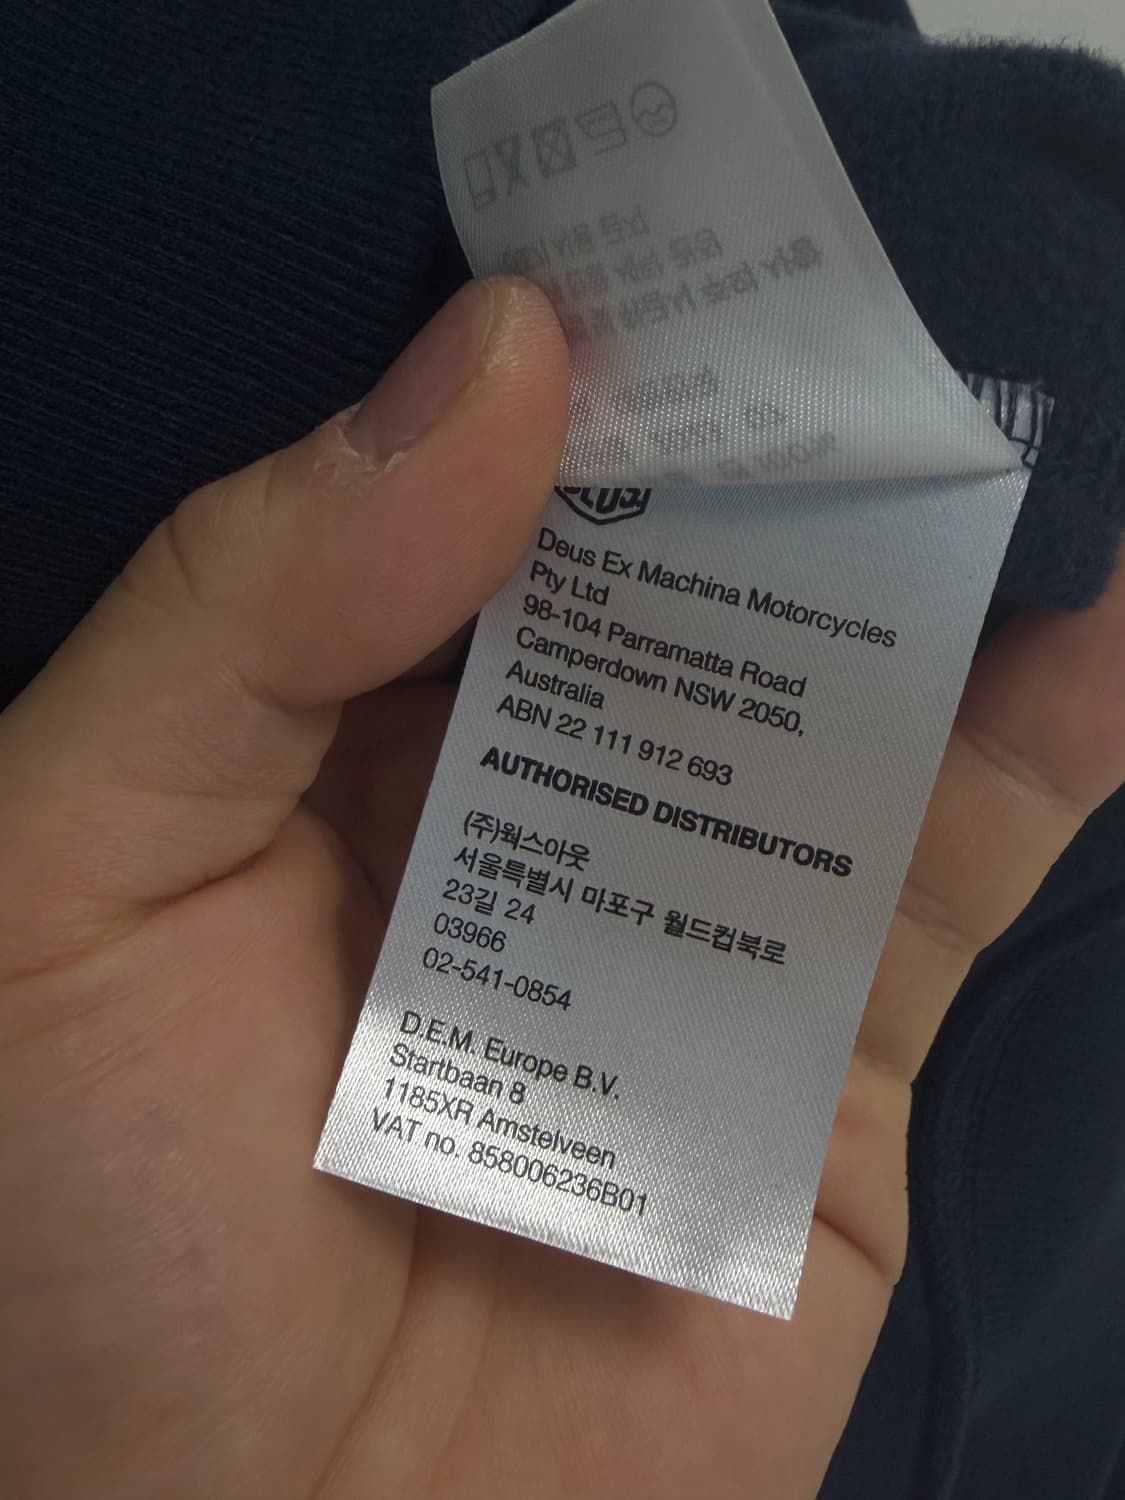 Deus Ex Machina Motorcycles
Pty Ltd
98-104 Parramatta Road
Camperdown NSW 2050,
Australia
ABN 22 111 912 693
AUTHORISED DISTRIBUTORS
(주)웍스아웃
서울특별시 마포구 월드컵북로
23길 24
03966
02-541-0854
D.E.M. Europe B.V.
Startbaan 8
1185XR Amstelveen
VAT no. 858006236B01